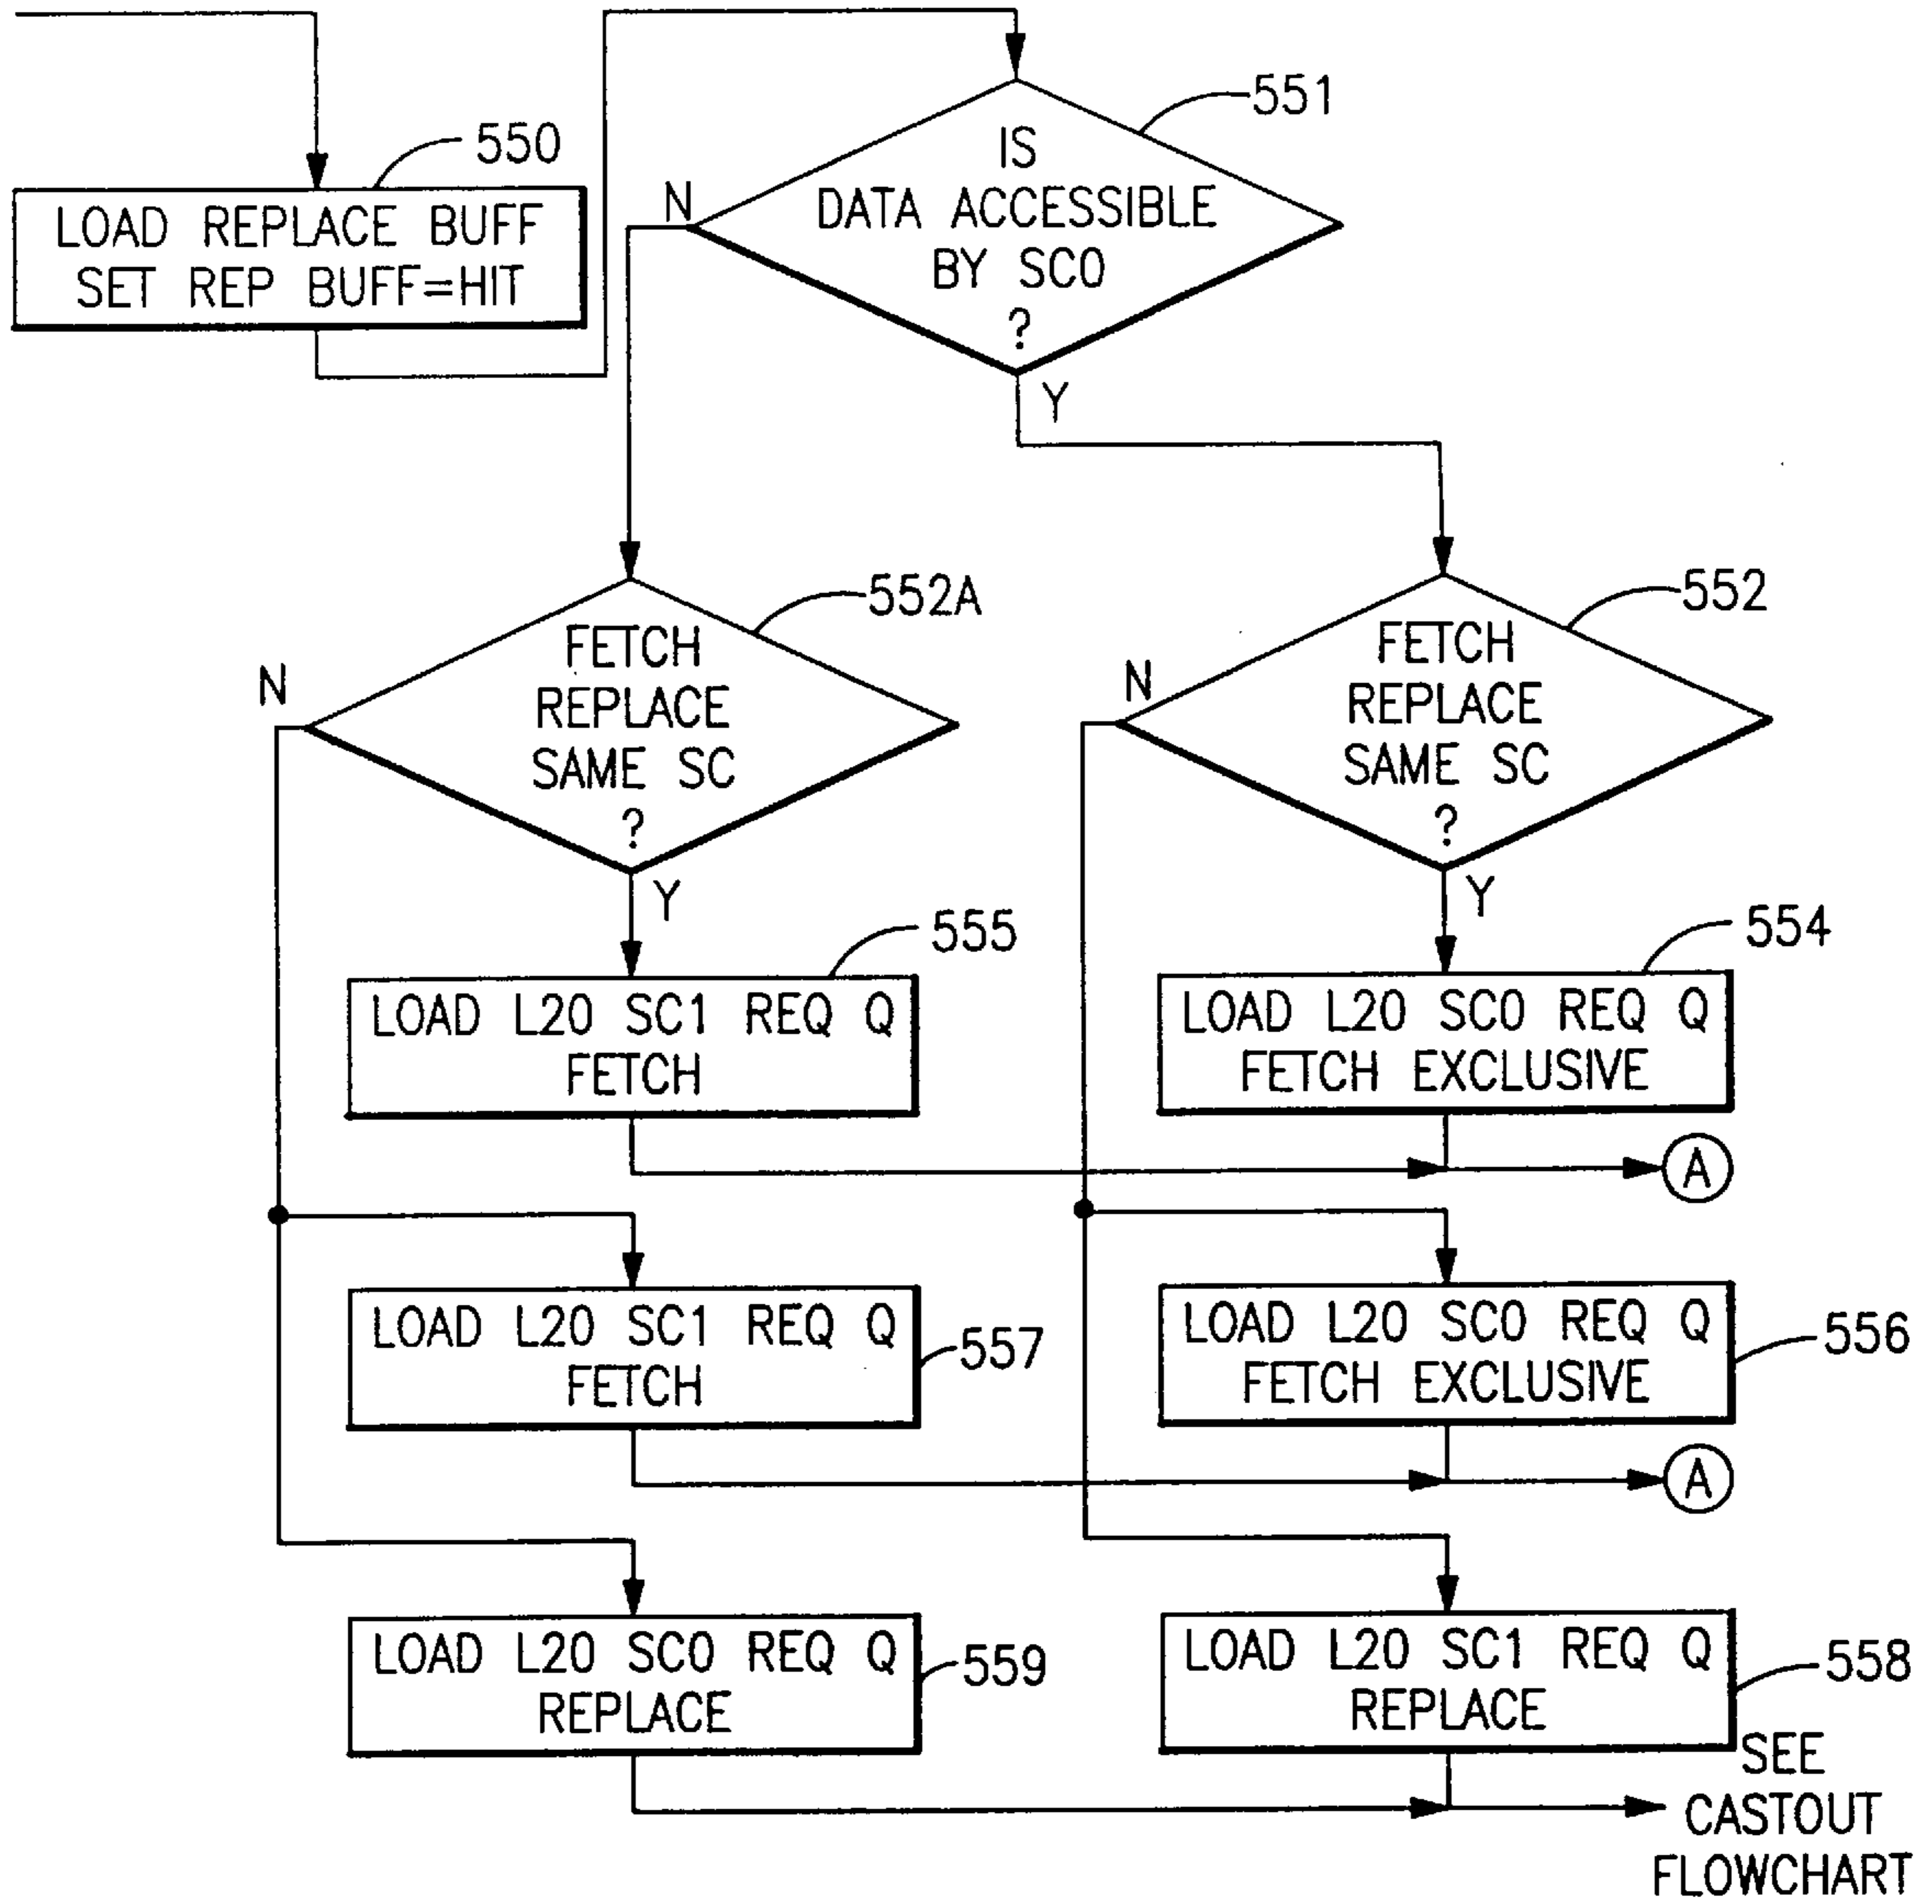 550
LOAD REPLACE BUFF
SET REP BUFF=HIT
551
IS
DATA ACCESSIBLE
BY SC0
?
N
Y
552A
FETCH
REPLACE
SAME SC
?
N
Y
552
FETCH
REPLACE
SAME SC
?
N
Y
555
LOAD L20 SC1 REQ Q
FETCH
554
LOAD L20 SC0 REQ Q
FETCH EXCLUSIVE
A
LOAD L20 SC1 REQ Q
FETCH
557
LOAD L20 SC0 REQ Q
FETCH EXCLUSIVE
556
A
LOAD L20 SC0 REQ Q
REPLACE
559
LOAD L20 SC1 REQ Q
REPLACE
558
SEE
CASTOUT
FLOWCHART